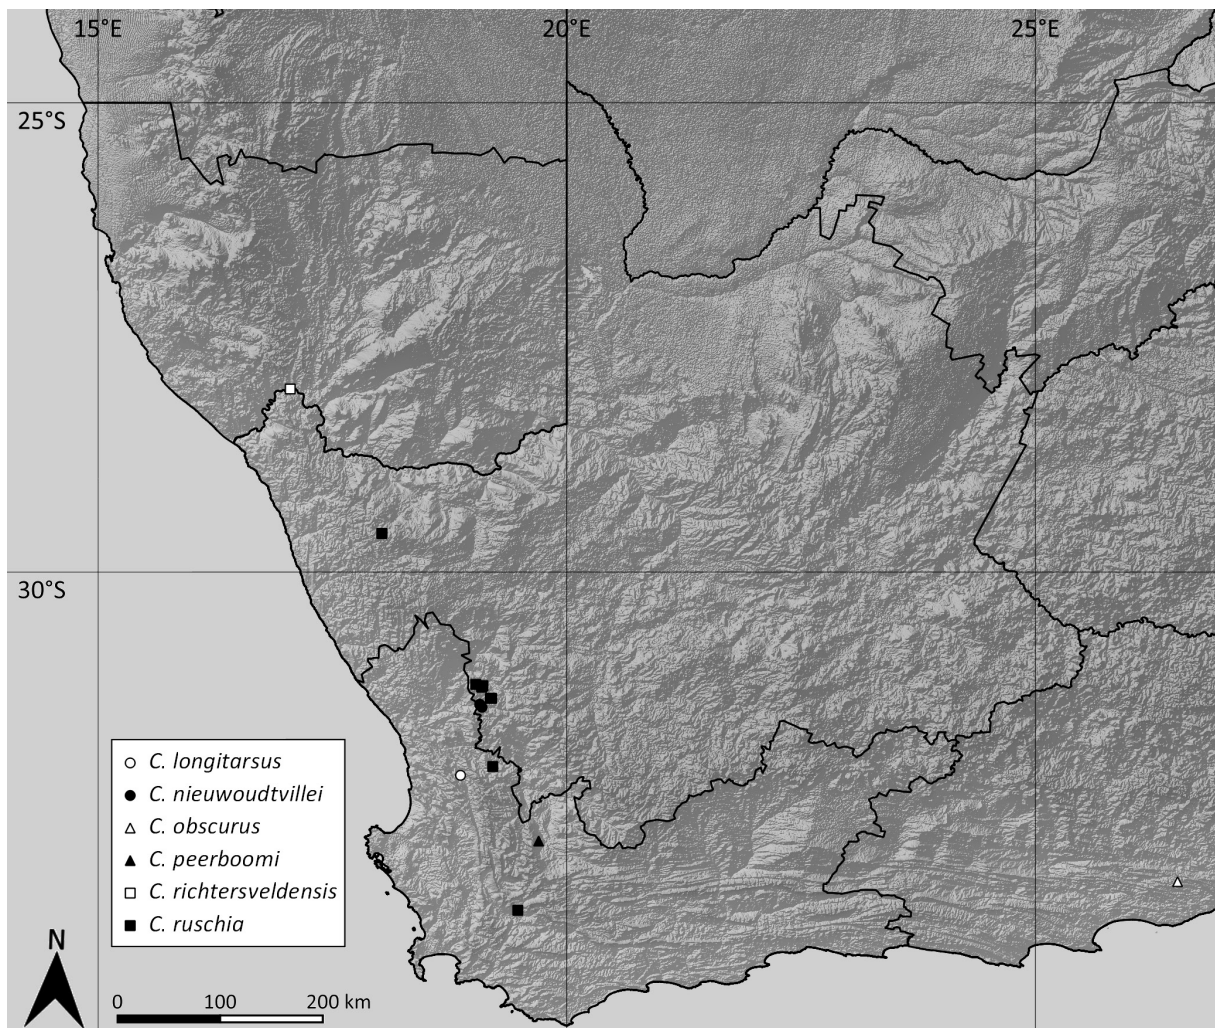 15°E 20°E 25°E
25°S
30°S
C. longitarsus
C. nieuwoudtvillei
C. obscurus
C. peerboomi
C. richtersveldensis
C. ruschia
N
0 100 200 km